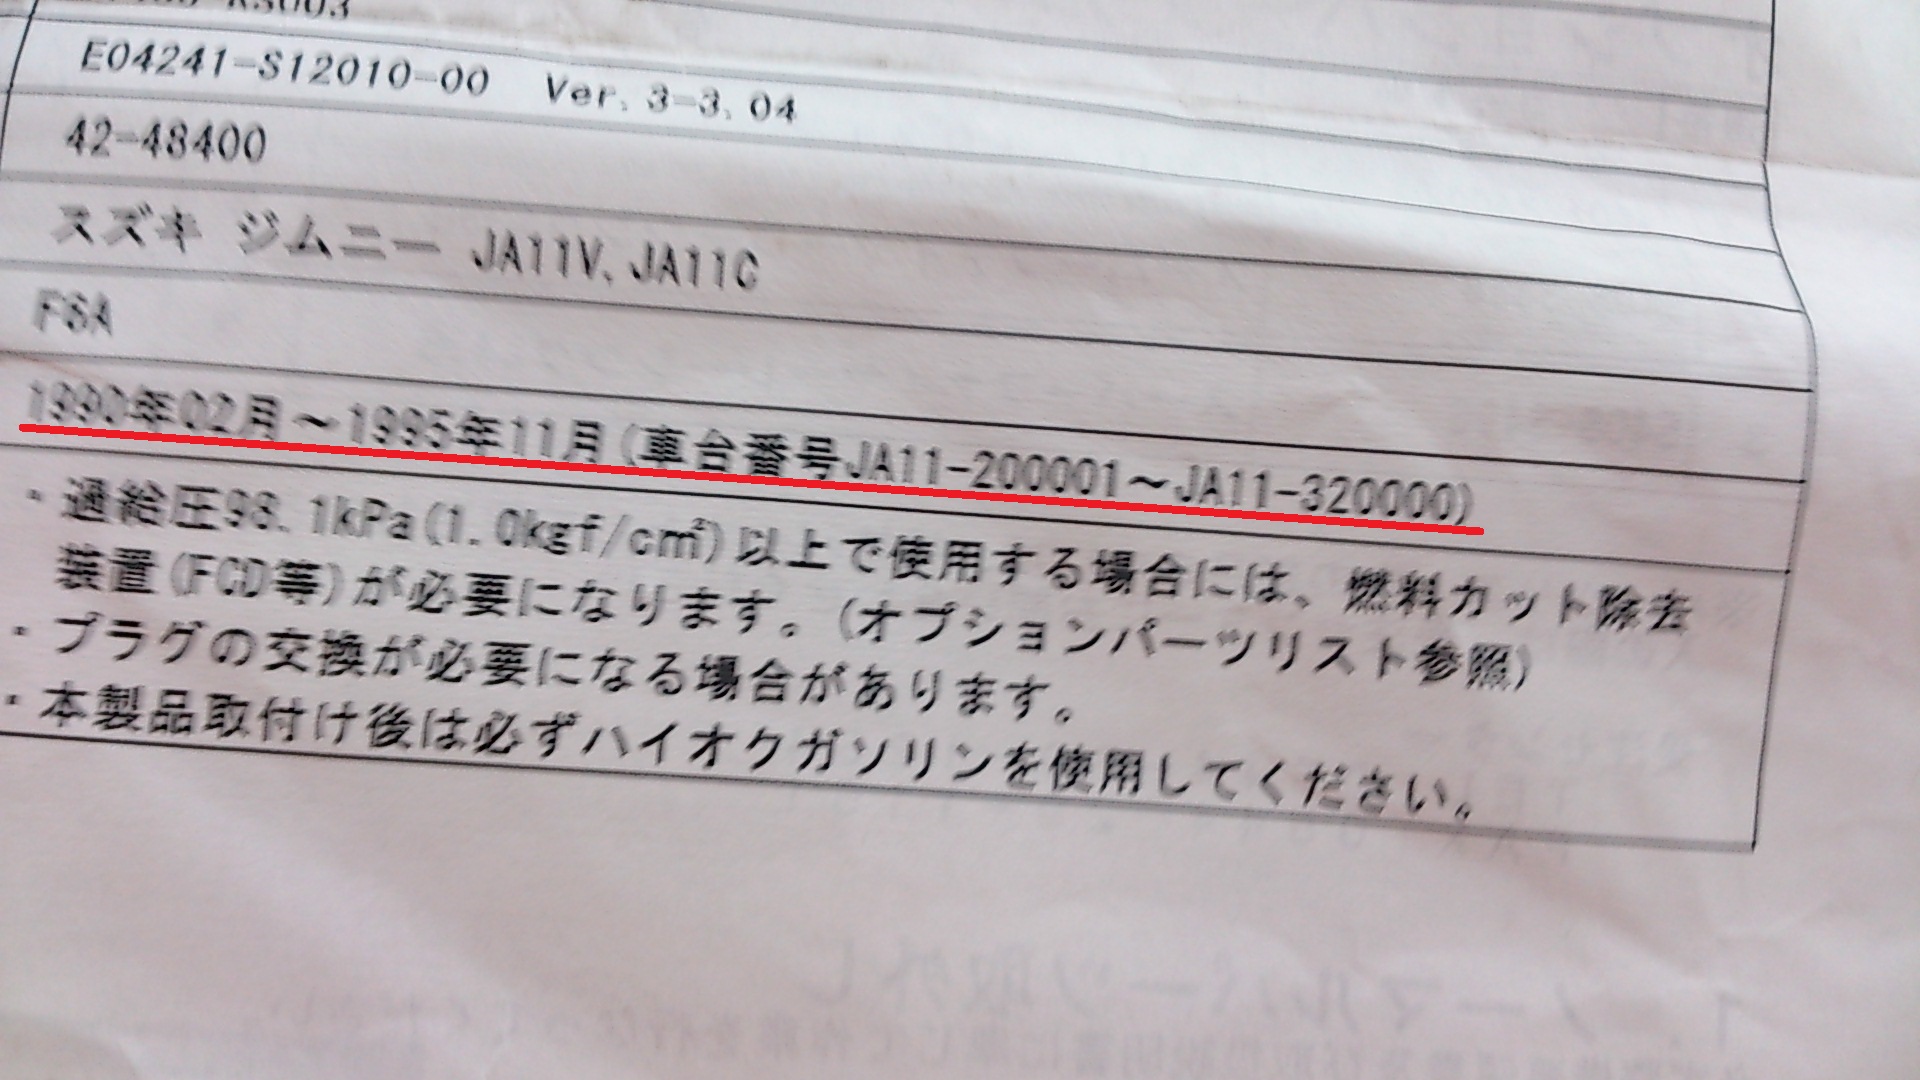 E04241-S12010-00 Ver. 3-3.04
42-48400
スズキ ジムニー JA11V, JA11C
F6A
1990年02月～1995年11月(車台番号JA11-200001～JA11-320000)
・過給圧98.1kPa(1.0kgf/c㎡)以上で使用する場合には、燃料カット除去
装置(FCD等)が必要になります。(オプションパーツリスト参照)
・プラグの交換が必要になる場合があります。
・本製品取付け後は必ずハイオクガソリンを使用してください。